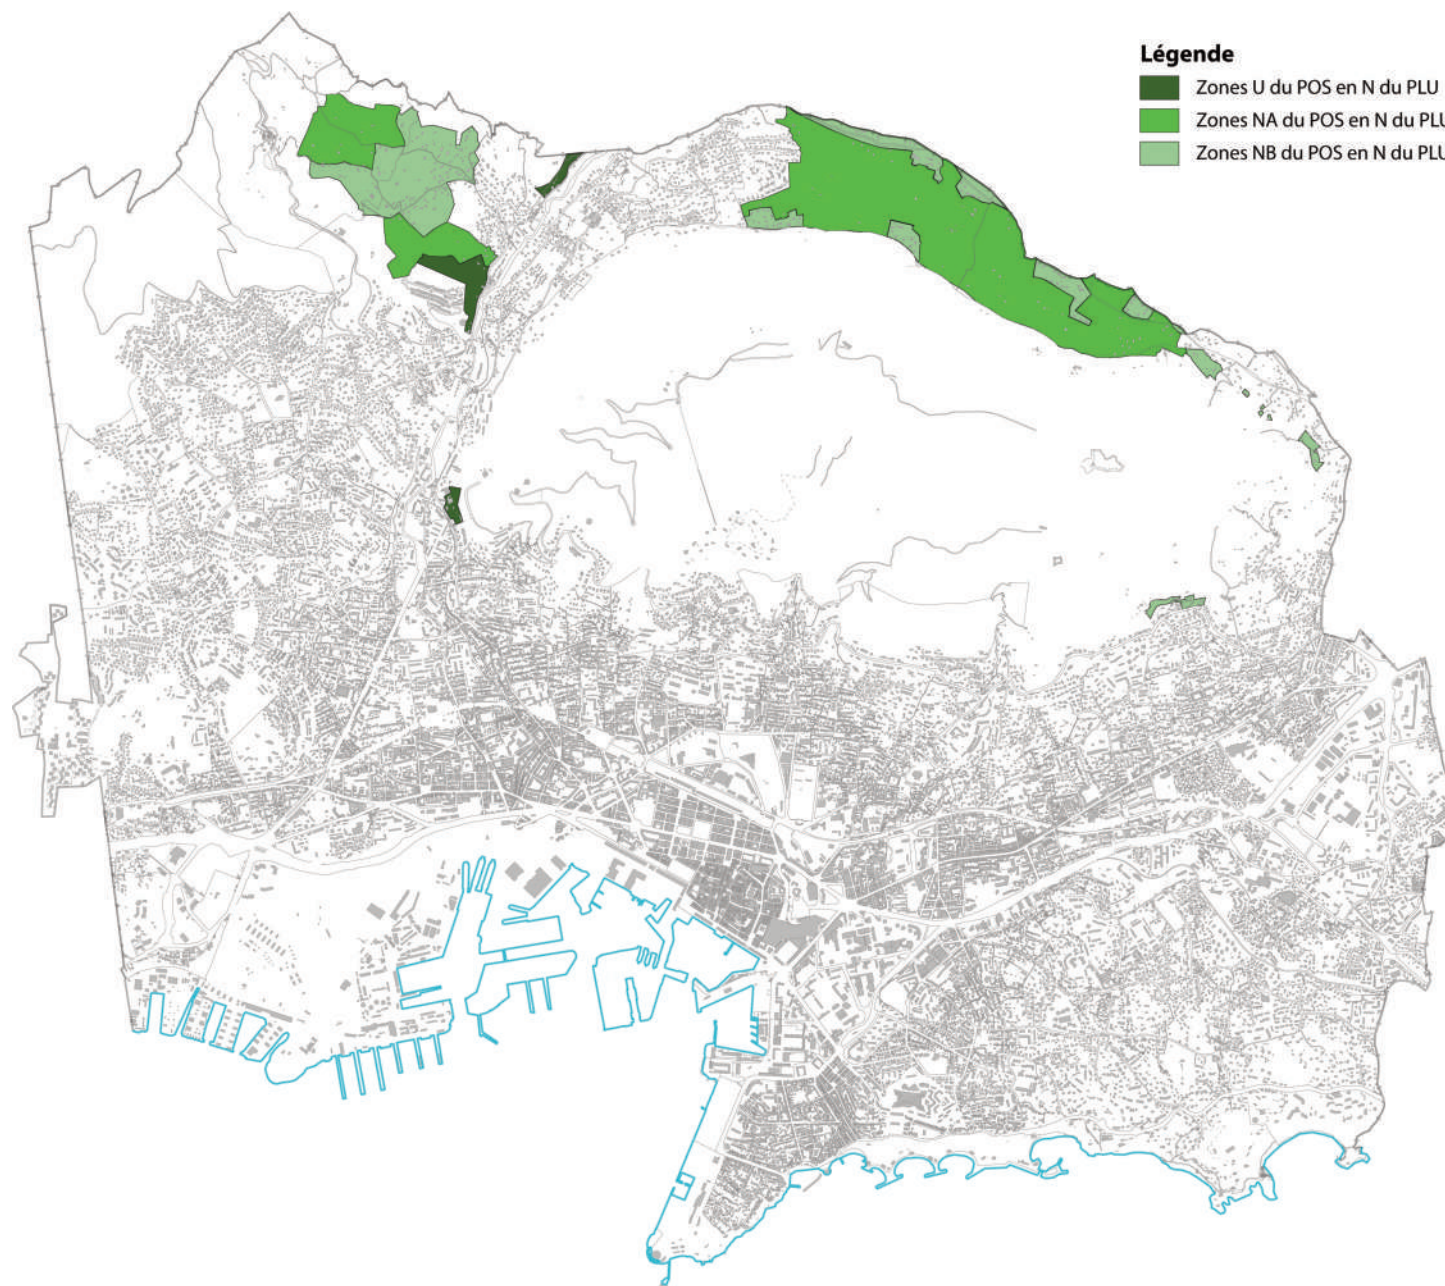 Légende
Zones U du POS en N du PLU
Zones NA du POS en N du PLU
Zones NB du POS en N du PLU